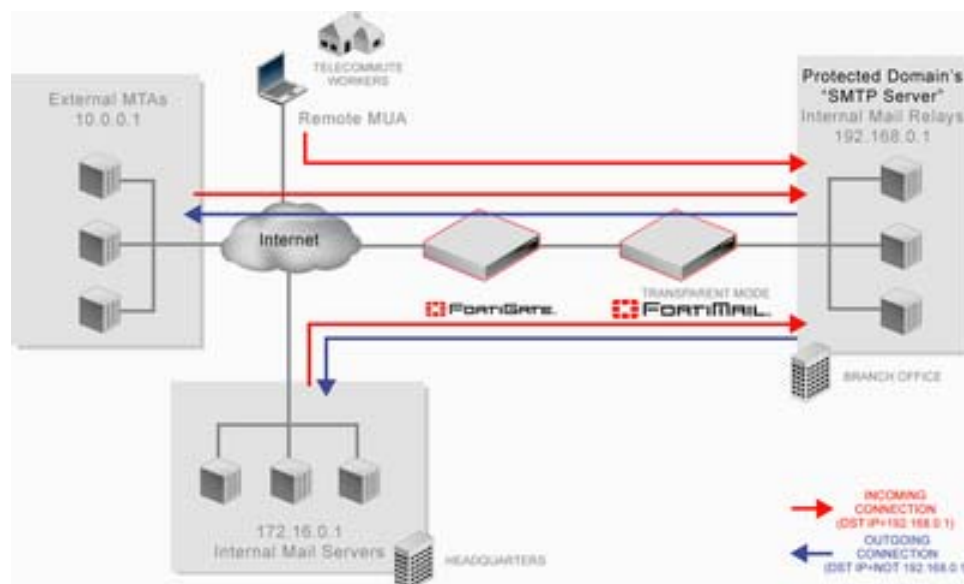 TELECOMMUTE
WORKERS
External MTAs
10.0.0.1
Remote MUA
Protected Domain's
"SMTP Server"
Internal Mail Relays
192.168.0.1
Internet
TRANSPARENT MODE
FORTIGATE.
FORTIMAIL.
BRANCH OFFICE
172.16.0.1
Internal Mail Servers
HEADQUARTERS
INCOMING
CONNECTION
(DST IP=192.168.0.1)
OUTGOING
CONNECTION
(DST IP=NOT 192.168.0.1